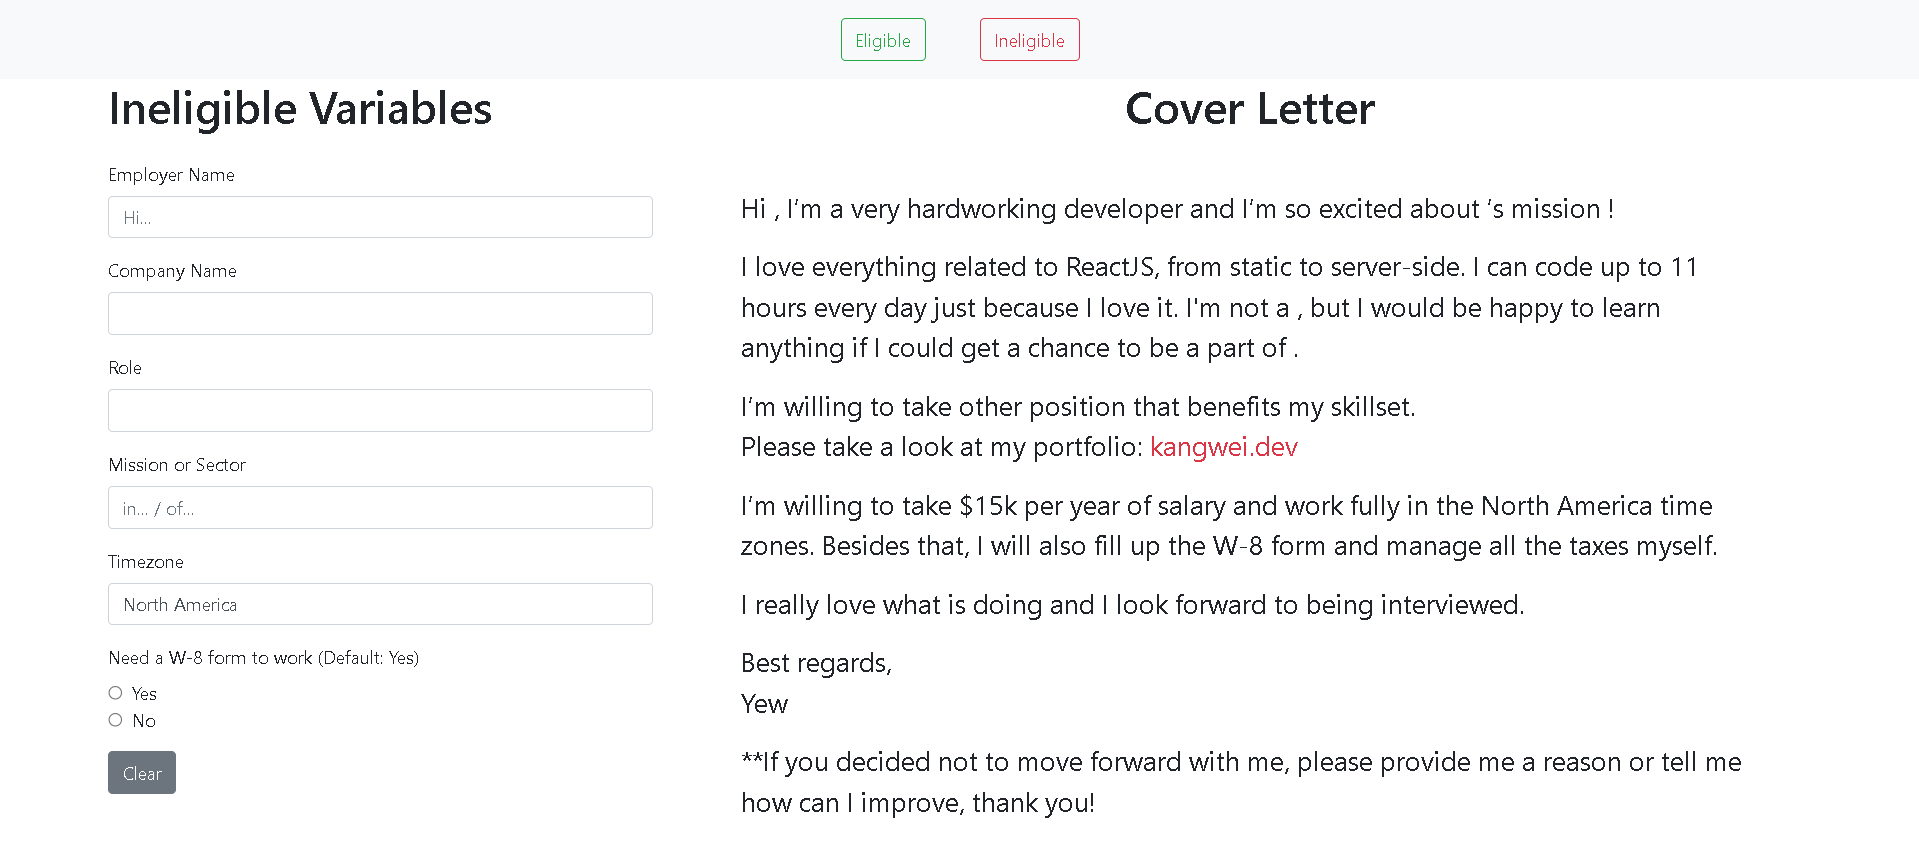 Eligible
Ineligible
Ineligible Variables
Employer Name
Hi...
Company Name
Role
Mission or Sector
in... / of...
Timezone
North America
Need a W-8 form to work (Default: Yes)
Yes
No
Clear
Cover Letter
Hi , I’m a very hardworking developer and I’m so excited about ’s mission !
I love everything related to ReactJS, from static to server-side. I can code up to 11
hours every day just because I love it. I'm not a , but I would be happy to learn
anything if I could get a chance to be a part of .
I’m willing to take other position that benefits my skillset.
Please take a look at my portfolio: kangwei.dev
I’m willing to take $15k per year of salary and work fully in the North America time
zones. Besides that, I will also fill up the W-8 form and manage all the taxes myself.
I really love what is doing and I look forward to being interviewed.
Best regards,
Yew
**If you decided not to move forward with me, please provide me a reason or tell me
how can I improve, thank you!